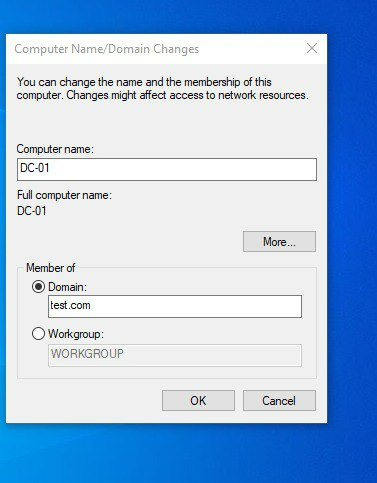 Computer Name/Domain Changes
You can change the name and the membership of this
computer. Changes might affect access to network resources.
Computer name:
DC-01
Full computer name:
DC-01
More...
Member of
Domain:
test.com
Workgroup:
WORKGROUP
OK
Cancel